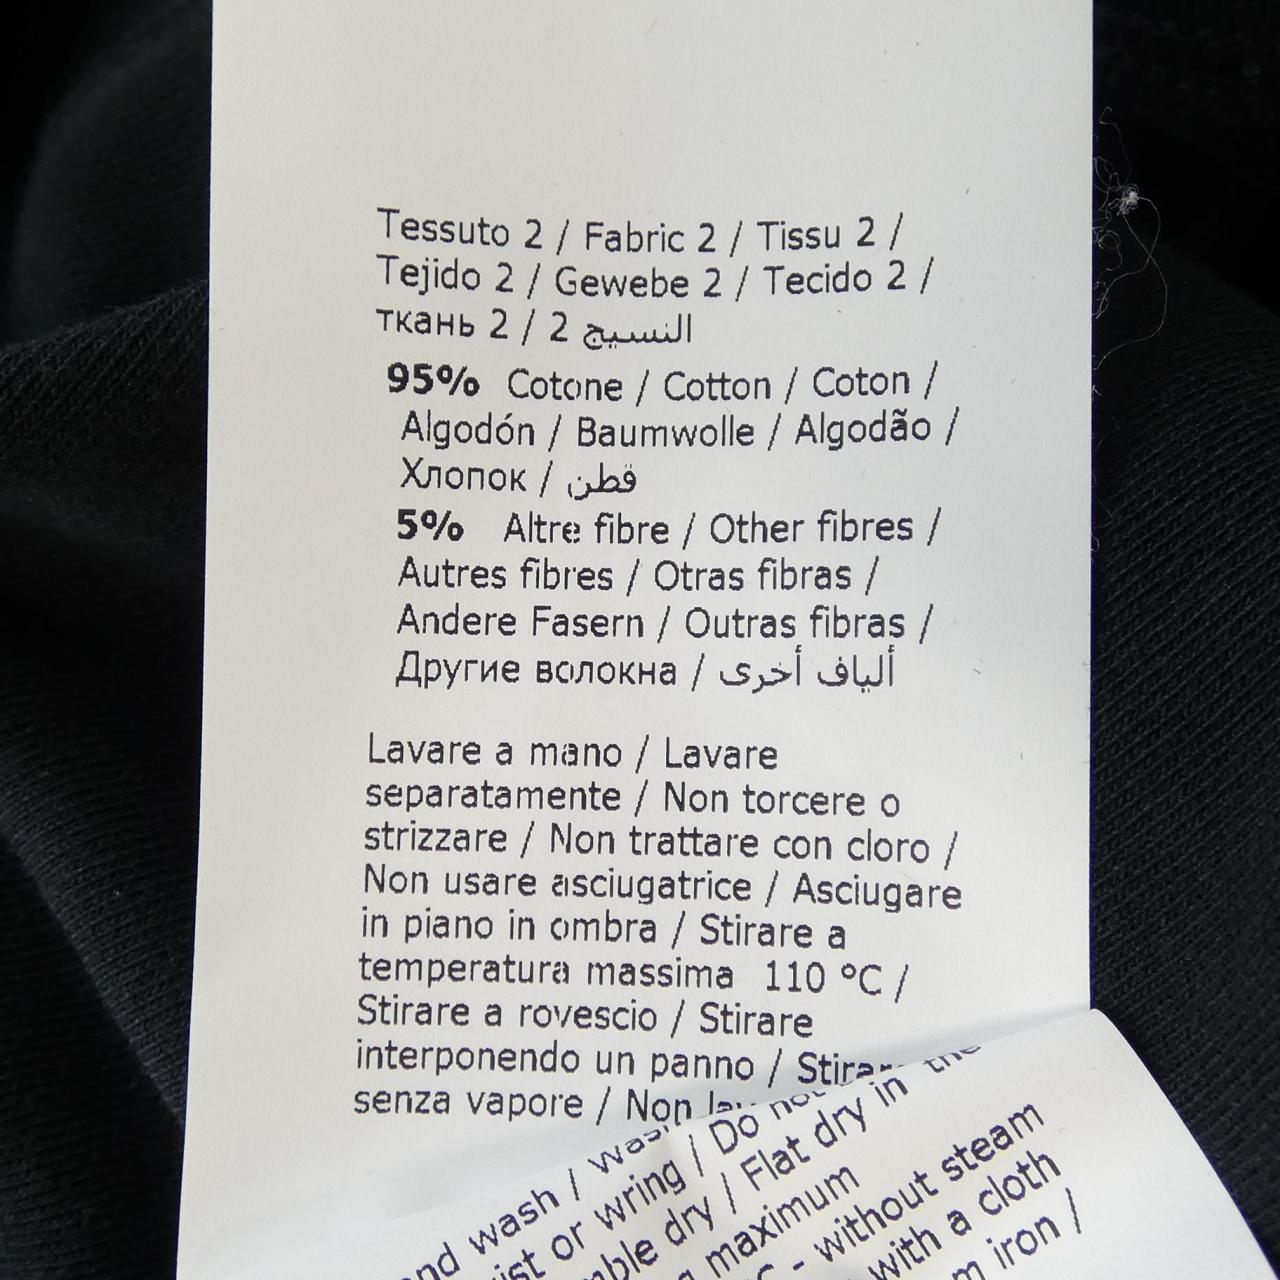 Tessuto 2 / Fabric 2 / Tissu 2 /
Tejido 2 / Gewebe 2 / Tecido 2 /
ткань 2 / 2 النسيج
95% Cotone / Cotton / Coton /
Algodón / Baumwolle / Algodão /
Хлопок / قطن
5% Altre fibre / Other fibres /
Autres fibres / Otras fibras /
Andere Fasern / Outras fibras /
Другие волокна / ألياف أخرى
Lavare a mano / Lavare
separatamente / Non torcere o
strizzare / Non trattare con cloro /
Non usare asciugatrice / Asciugare
in piano in ombra / Stirare a
temperatura massima 110 °C /
Stirare a rovescio / Stirare
interponendo un panno /
senza vapore / Non
wash /
or wring / Do not
dry / Flat dry in the
maximum
- without steam
with a cloth
iron /